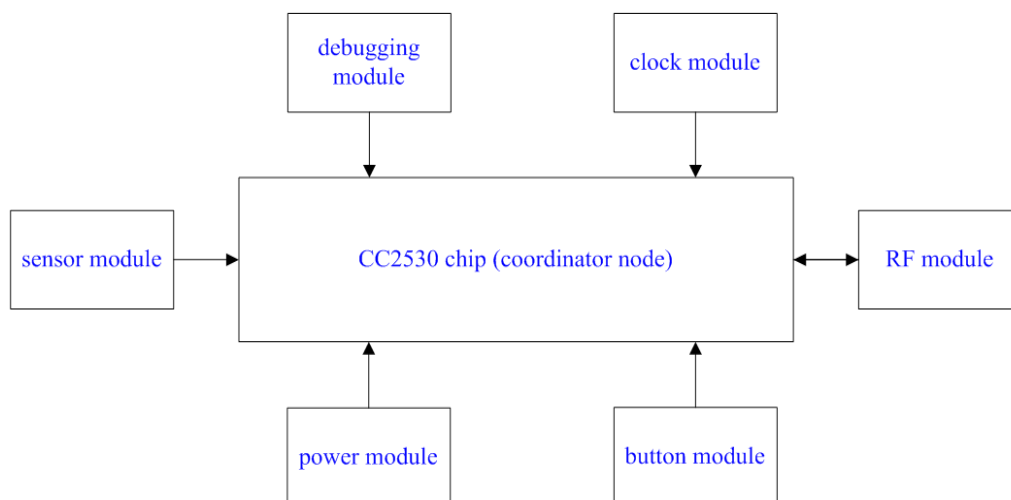 debugging
module
clock module
sensor module
CC2530 chip (coordinator node)
RF module
power module
button module